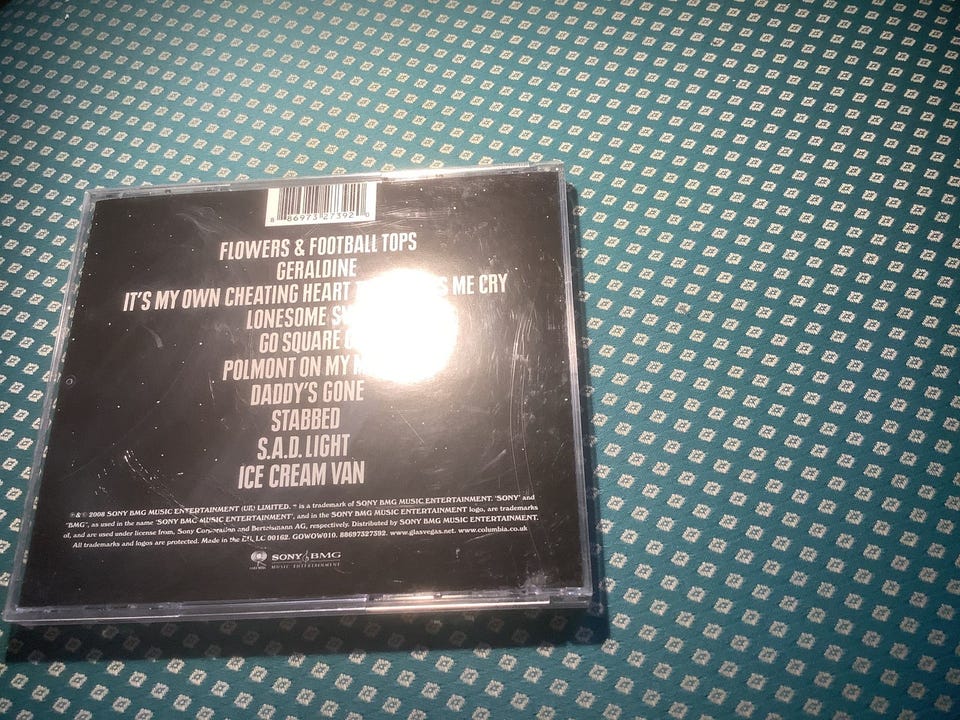 8 86973 27392 0
FLOWERS & FOOTBALL TOPS
GERALDINE
IT'S MY OWN CHEATING HEART ME CRY
LONESOME
GO SQUARE
POLMONT ON MY
DADDY'S GONE
STABBED
S.A.D. LIGHT
ICE CREAM VAN
℗&© 2008 SONY BMG MUSIC ENTERTAINMENT (UK) LIMITED. " is a trademark of SONY BMG MUSIC ENTERTAINMENT. 'SONY' and
"BMG", as used in the name 'SONY BMG MUSIC ENTERTAINMENT', and in the SONY BMG MUSIC ENTERTAINMENT logo, are trademarks
of, and are used under license from, Sony Corporation and Bertelsmann AG, respectively. Distributed by SONY BMG MUSIC ENTERTAINMENT.
All trademarks and logos are protected. Made in the EU, LC 00162. GOWOW010. 88697327392. www.glasvegas.net. www.columbia.co.uk
SONY BMG
MUSIC ENTERTAINMENT